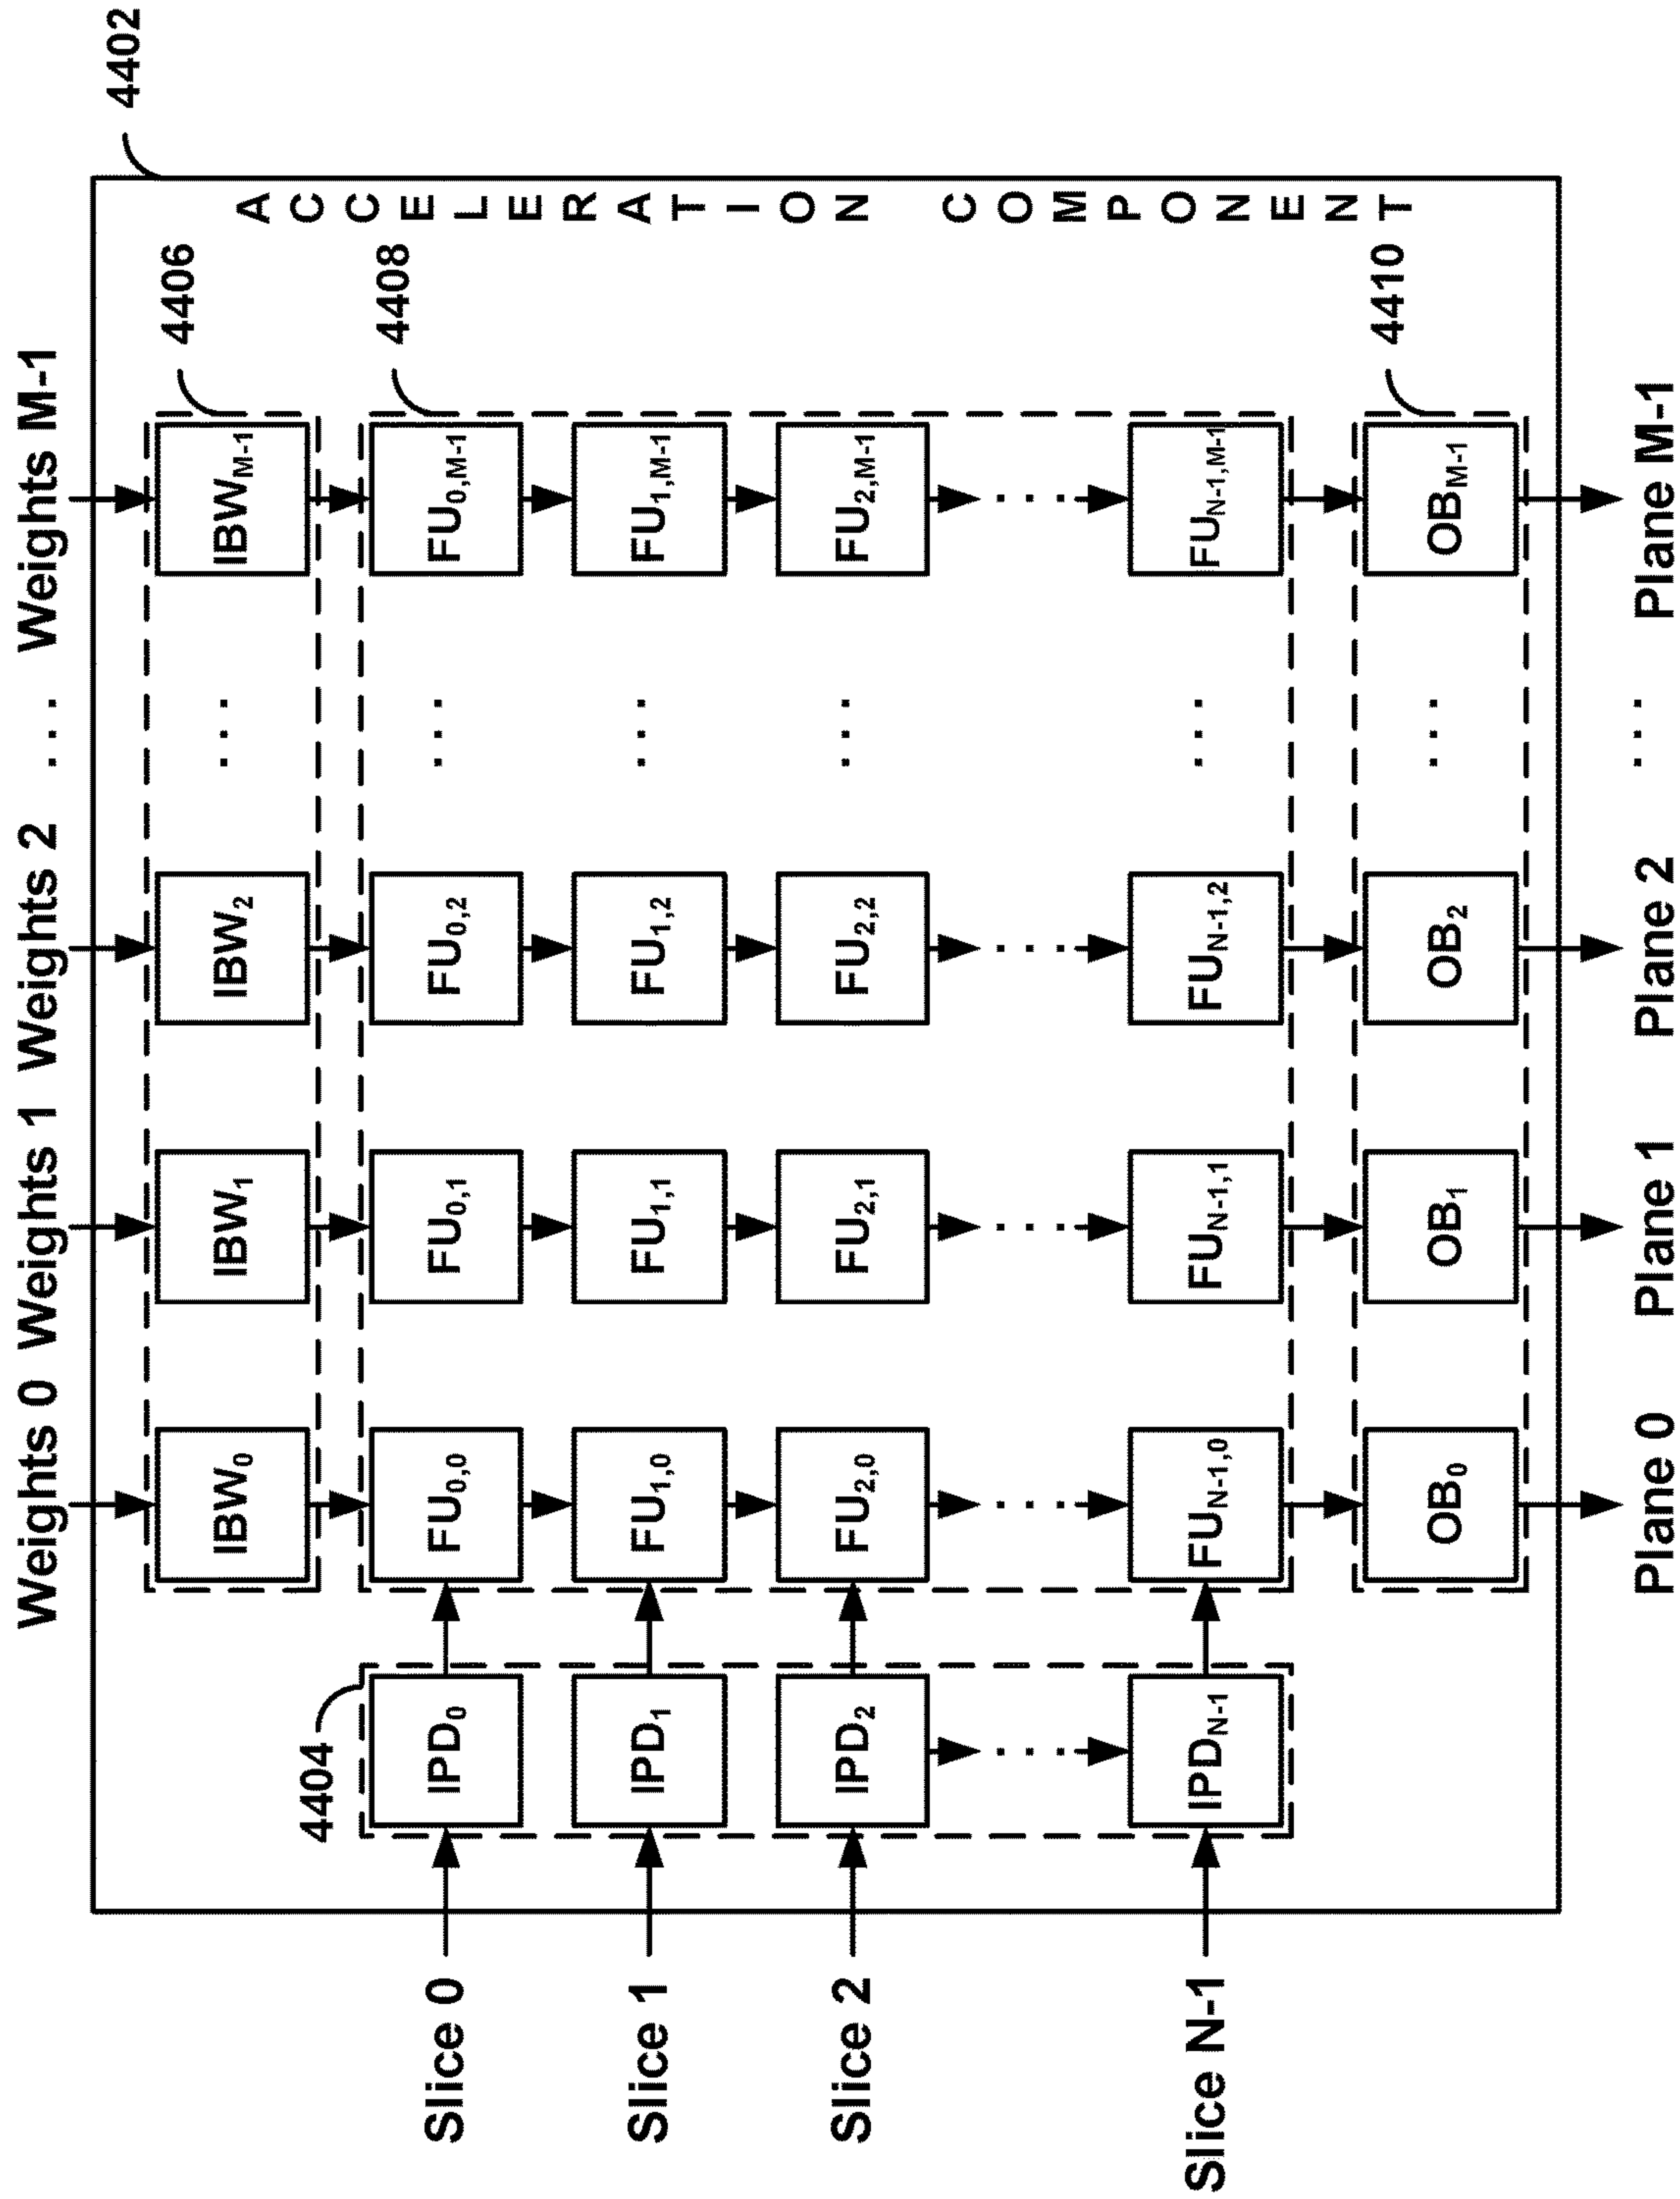 4402
Weights 0 Weights 1 Weights 2 ... Weights M-1
4406
IBW0 IBW1 IBW2 ... IBWM-1
4404
4408
Slice 0 IPD0 FU0,0 FU0,1 FU0,2 ... FU0,M-1
Slice 1 IPD1 FU1,0 FU1,1 FU1,2 ... FU1,M-1
Slice 2 IPD2 FU2,0 FU2,1 FU2,2 ... FU2,M-1
... ... ... ... ...
Slice N-1 IPDN-1 FUN-1,0 FUN-1,1 FUN-1,2 ... FUN-1,M-1
4410
OB0 OB1 OB2 ... OBM-1
Plane 0 Plane 1 Plane 2 ... Plane M-1
ACCELERATION COMPONENT